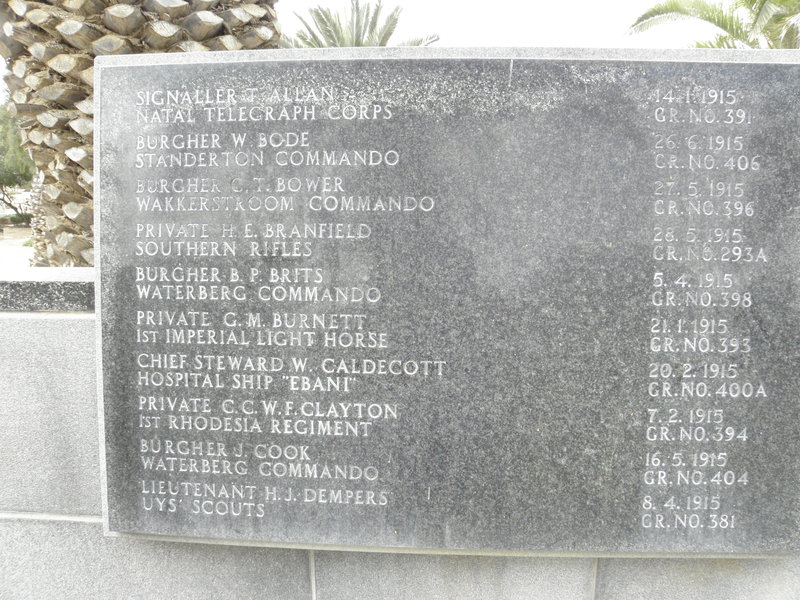 SIGNALLER T. ALLAN 14.1.1915
NATAL TELEGRAPH CORPS GR. NO. 391
BURGHER W. BODE 26.6.1915
STANDERTON COMMANDO GR. NO. 406
BURGHER C. T. BOWER 27.5.1915
WAKKERSTROOM COMMANDO GR. NO. 396
PRIVATE H. E. BRANFIELD 28.5.1915
SOUTHERN RIFLES GR. NO. 293A
BURGHER B. P. BRITS 5.4.1915
WATERBERG COMMANDO GR. NO. 398
PRIVATE G. M. BURNETT 21.1.1915
1ST IMPERIAL LIGHT HORSE GR. NO. 393
CHIEF STEWARD W. CALDECOTT 20.2.1915
HOSPITAL SHIP "EBANI" GR. NO. 400A
PRIVATE C. C. W. F. CLAYTON 7.2.1915
1ST RHODESIA REGIMENT GR. NO. 394
BURGHER J. COOK 16.5.1915
WATERBERG COMMANDO GR. NO. 404
LIEUTENANT H. J. DEMPERS 8.4.1915
UYS' SCOUTS GR. NO. 381